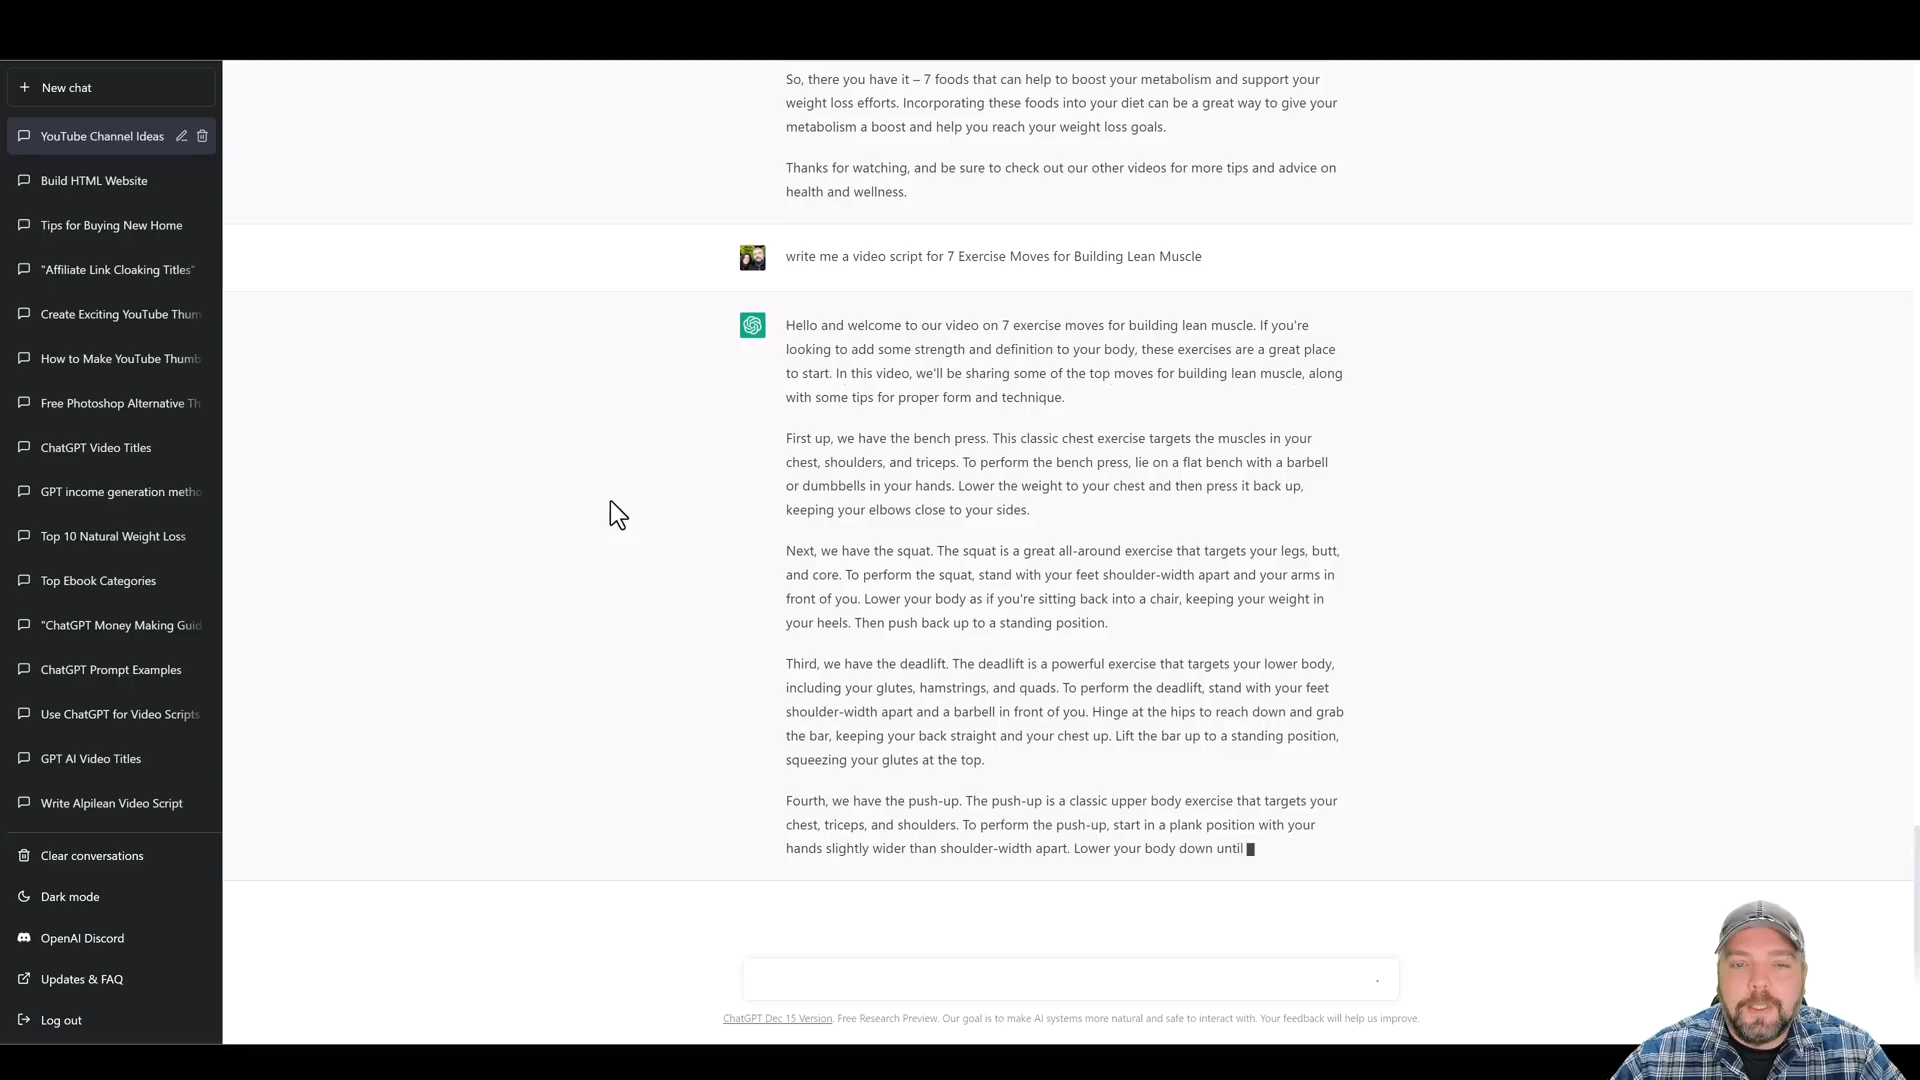 New chat
YouTube Channel Ideas
Build HTML Website
Tips for Buying New Home
"Affiliate Link Cloaking Titles"
Create Exciting YouTube Thum
How to Make YouTube Thumb
Free Photoshop Alternative Th
ChatGPT Video Titles
GPT income generation metho
Top 10 Natural Weight Loss
Top Ebook Categories
"ChatGPT Money Making Guid
ChatGPT Prompt Examples
Use ChatGPT for Video Scripts
GPT AI Video Titles
Write Alpilean Video Script
Clear conversations
Dark mode
OpenAI Discord
Updates & FAQ
Log out
So, there you have it – 7 foods that can help to boost your metabolism and support your
weight loss efforts. Incorporating these foods into your diet can be a great way to give your
metabolism a boost and help you reach your weight loss goals.
Thanks for watching, and be sure to check out our other videos for more tips and advice on
health and wellness.
write me a video script for 7 Exercise Moves for Building Lean Muscle
Hello and welcome to our video on 7 exercise moves for building lean muscle. If you're
looking to add some strength and definition to your body, these exercises are a great place
to start. In this video, we'll be sharing some of the top moves for building lean muscle, along
with some tips for proper form and technique.
First up, we have the bench press. This classic chest exercise targets the muscles in your
chest, shoulders, and triceps. To perform the bench press, lie on a flat bench with a barbell
or dumbbells in your hands. Lower the weight to your chest and then press it back up,
keeping your elbows close to your sides.
Next, we have the squat. The squat is a great all-around exercise that targets your legs, butt,
and core. To perform the squat, stand with your feet shoulder-width apart and your arms in
front of you. Lower your body as if you're sitting back into a chair, keeping your weight in
your heels. Then push back up to a standing position.
Third, we have the deadlift. The deadlift is a powerful exercise that targets your lower body,
including your glutes, hamstrings, and quads. To perform the deadlift, stand with your feet
shoulder-width apart and a barbell in front of you. Hinge at the hips to reach down and grab
the bar, keeping your back straight and your chest up. Lift the bar up to a standing position,
squeezing your glutes at the top.
Fourth, we have the push-up. The push-up is a classic upper body exercise that targets your
chest, triceps, and shoulders. To perform the push-up, start in a plank position with your
hands slightly wider than shoulder-width apart. Lower your body down until
ChatGPT Dec 15 Version. Free Research Preview. Our goal is to make AI systems more natural and safe to interact with. Your feedback will help us improve.